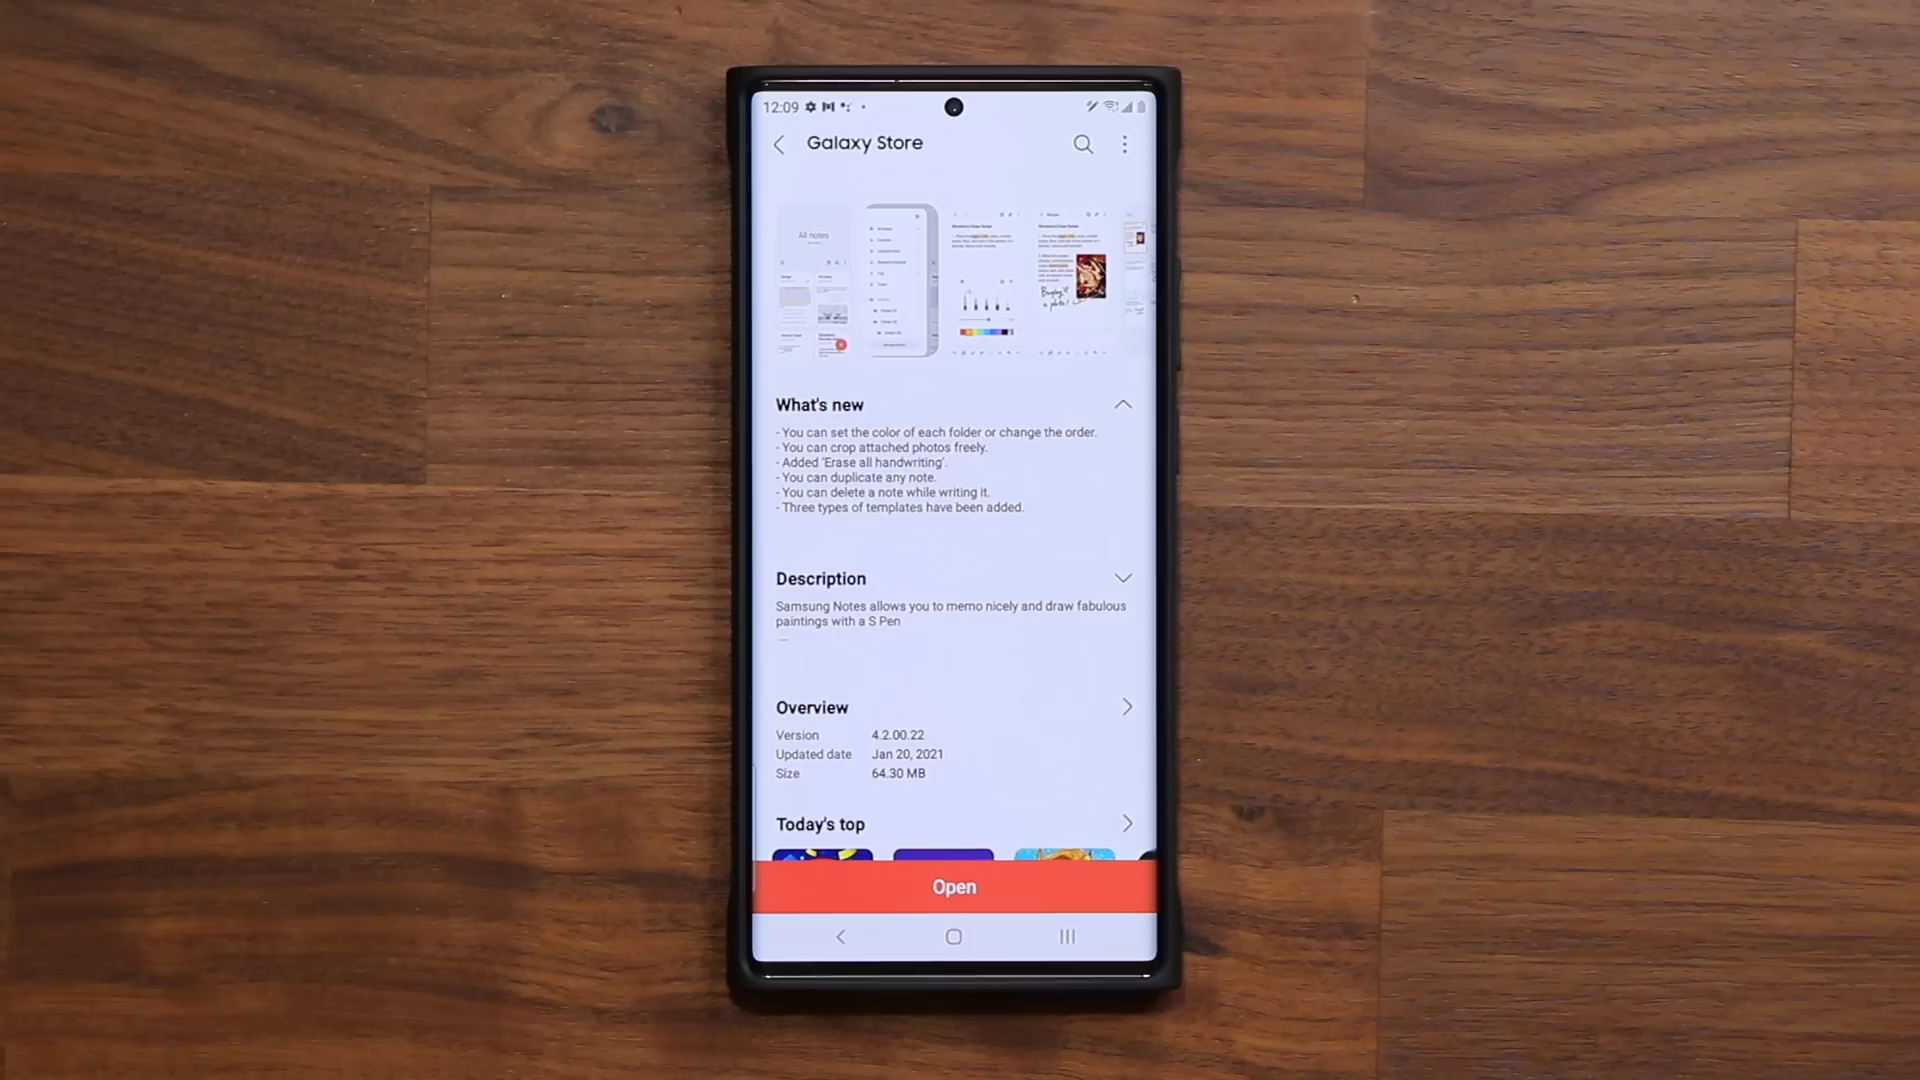 12:09
Galaxy Store
All notes
What's new
- You can set the color of each folder or change the order.
- You can crop attached photos freely.
- Added 'Erase all handwriting'.
- You can duplicate any note.
- You can delete a note while writing it.
- Three types of templates have been added.
Description
Samsung Notes allows you to memo nicely and draw fabulous
paintings with a S Pen
...
Overview
Version 4.2.00.22
Updated date Jan 20, 2021
Size 64.30 MB
Today's top
Open